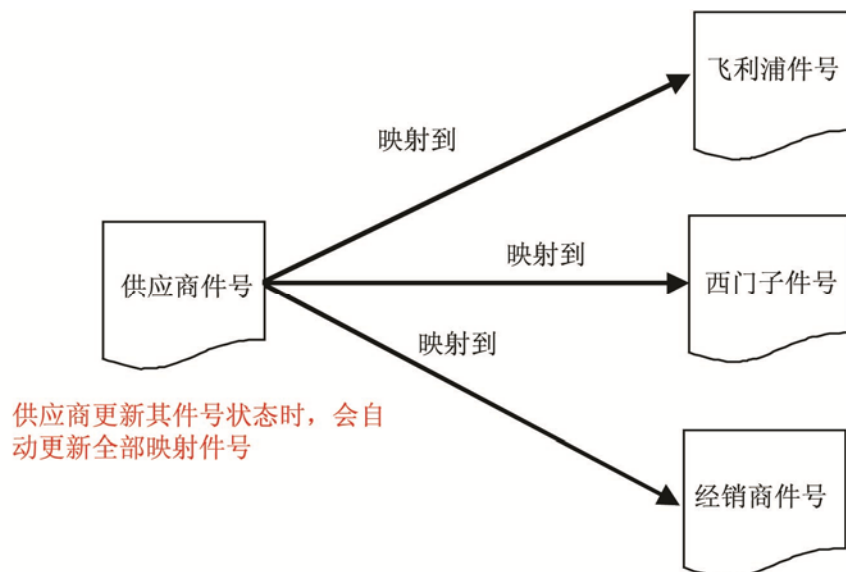 飞利浦件号
映射到
映射到
供应商件号
西门子件号
映射到
供应商更新其件号状态时，会自
动更新全部映射件号
经销商件号